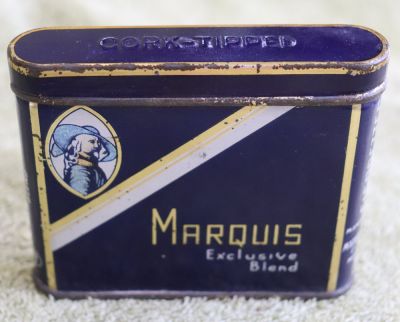 CORK-TIPPED
MARQUIS
Exclusive
Blend